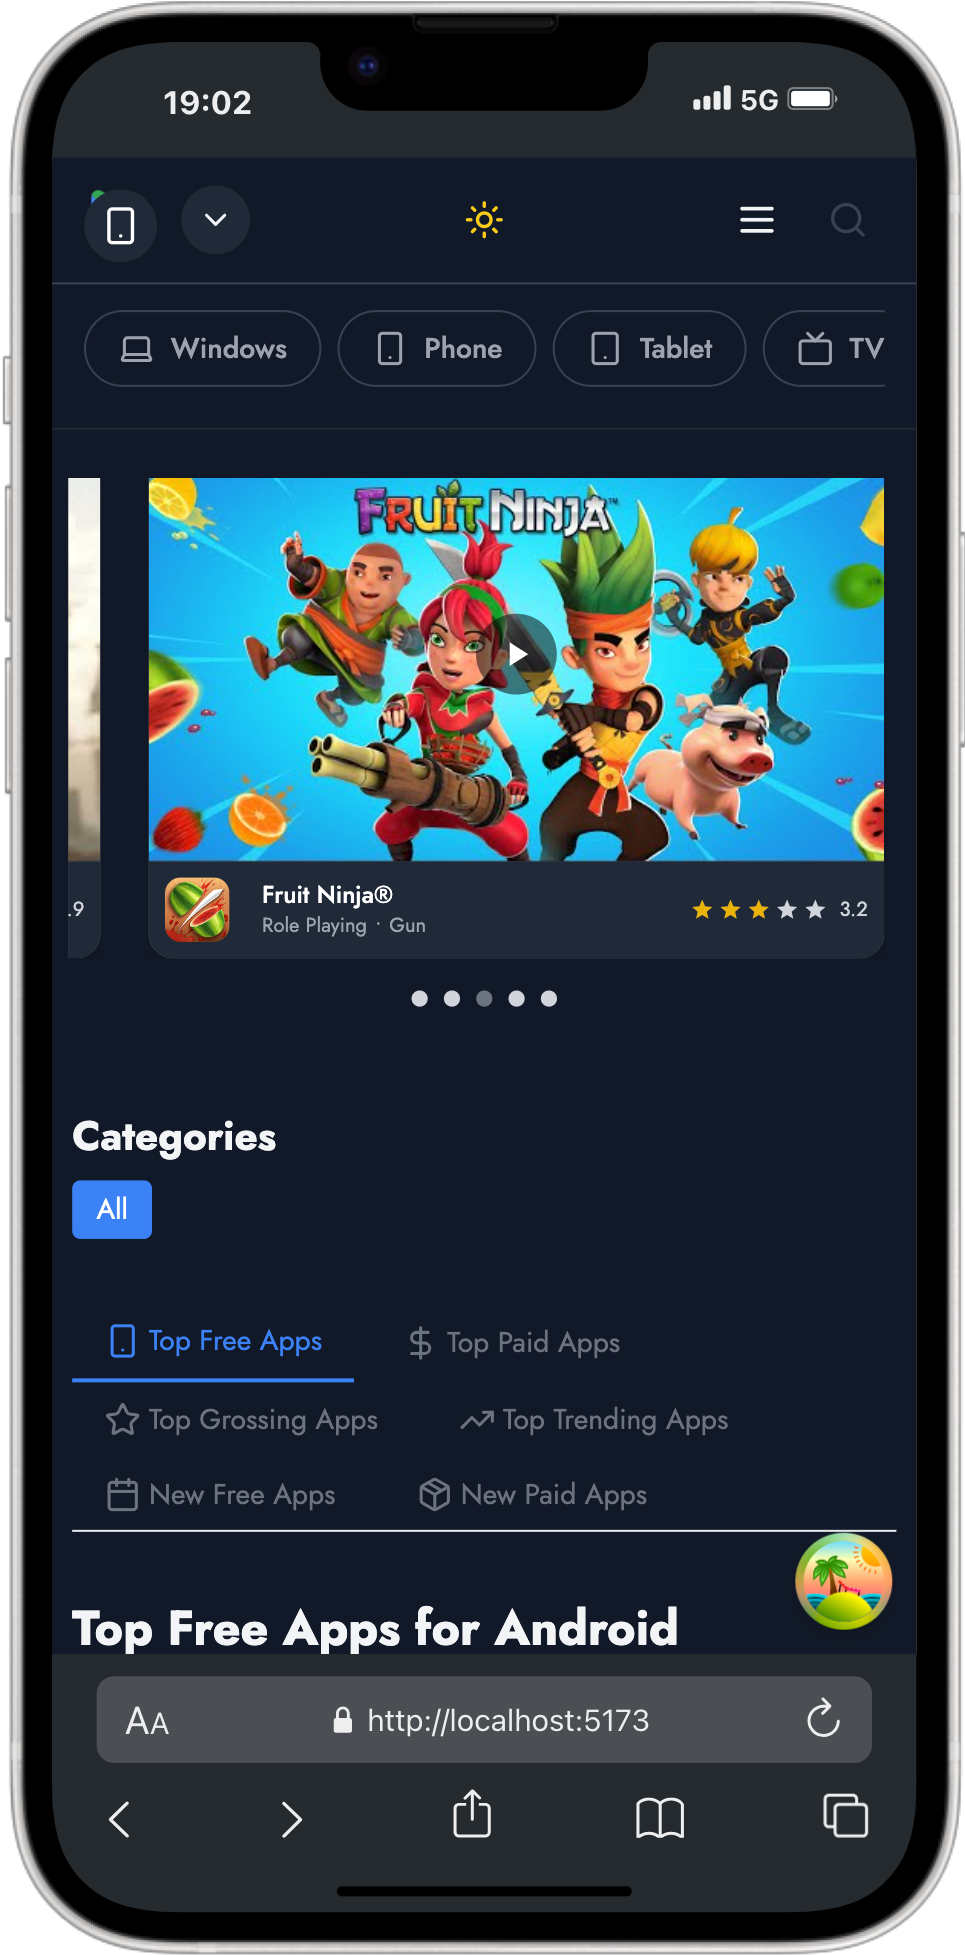 19:02
5G
Windows
Phone
Tablet
TV
FRUIT NINJA™
.9
Fruit Ninja®
Role Playing · Gun
3.2
Categories
All
Top Free Apps
Top Paid Apps
Top Grossing Apps
Top Trending Apps
New Free Apps
New Paid Apps
Top Free Apps for Android
AA
http://localhost:5173